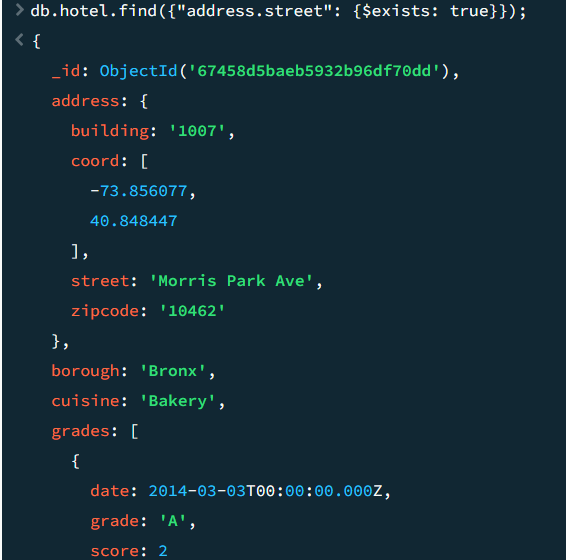 > db.hotel.find({"address.street": {$exists: true}});
< {
_id: ObjectId('67458d5baeb5932b96df70dd'),
address: {
building: '1007',
coord: [
-73.856077,
40.848447
],
street: 'Morris Park Ave',
zipcode: '10462'
},
borough: 'Bronx',
cuisine: 'Bakery',
grades: [
{
date: 2014-03-03T00:00:00.000Z,
grade: 'A',
score: 2